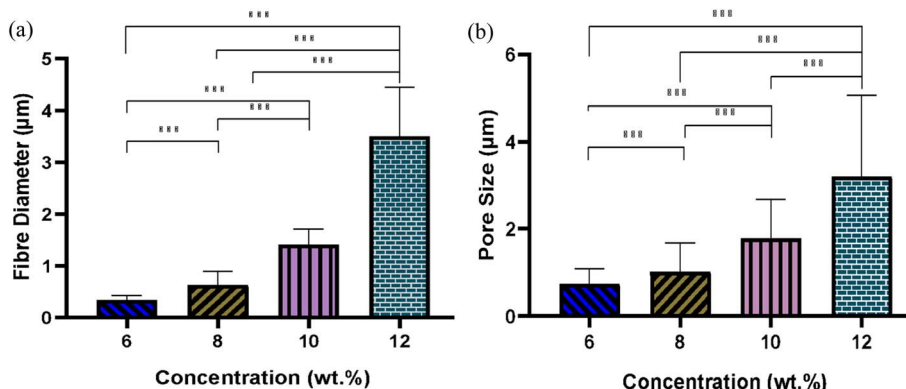 (a)
5
4
3
2
1
0
Fibre Diameter (µm)
6 8 10 12
Concentration (wt.%)
(b)
6
4
2
0
Pore Size (µm)
6 8 10 12
Concentration (wt.%)